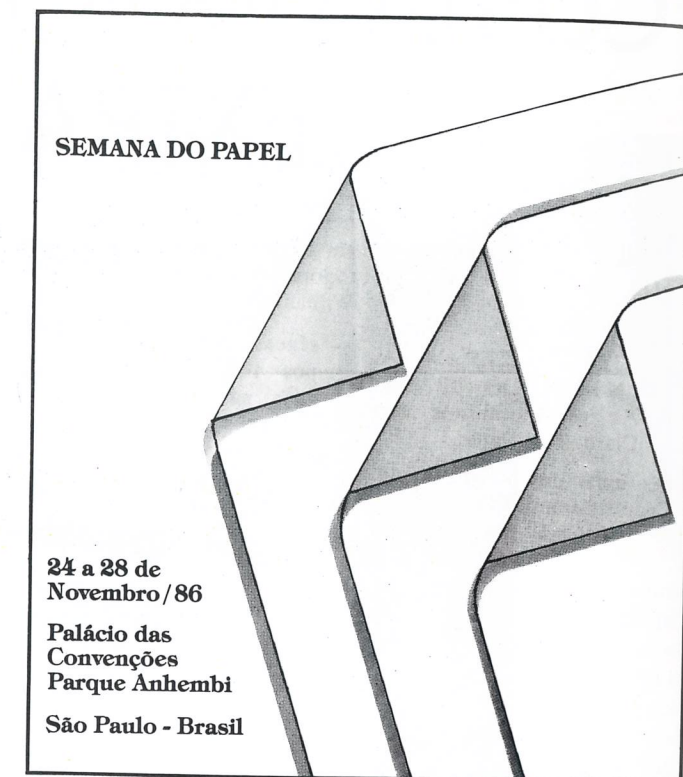 SEMANA DO PAPEL
24 a 28 de
Novembro/86
Palácio das
Convenções
Parque Anhembi
São Paulo - Brasil